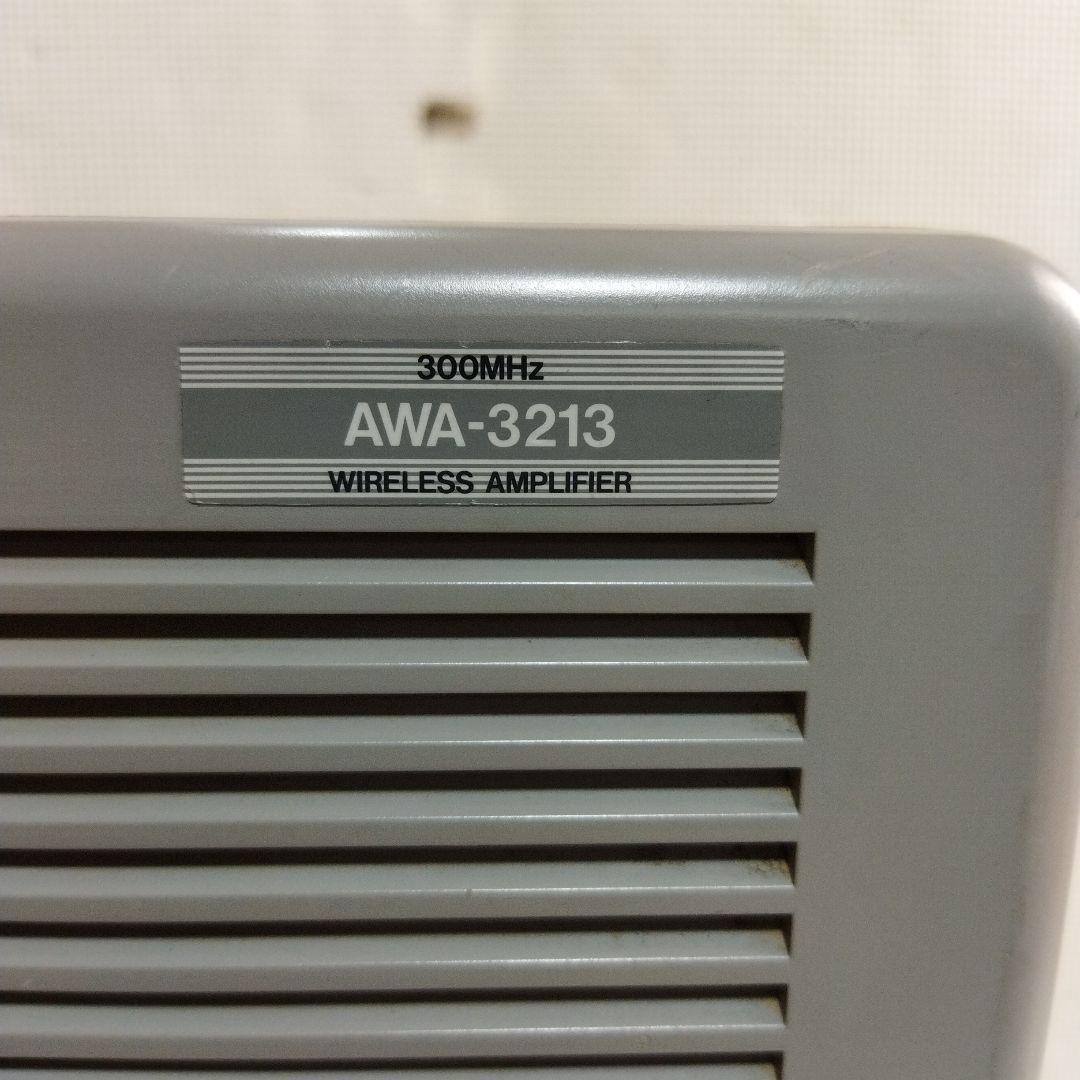 300MHz
AWA-3213
WIRELESS AMPLIFIER